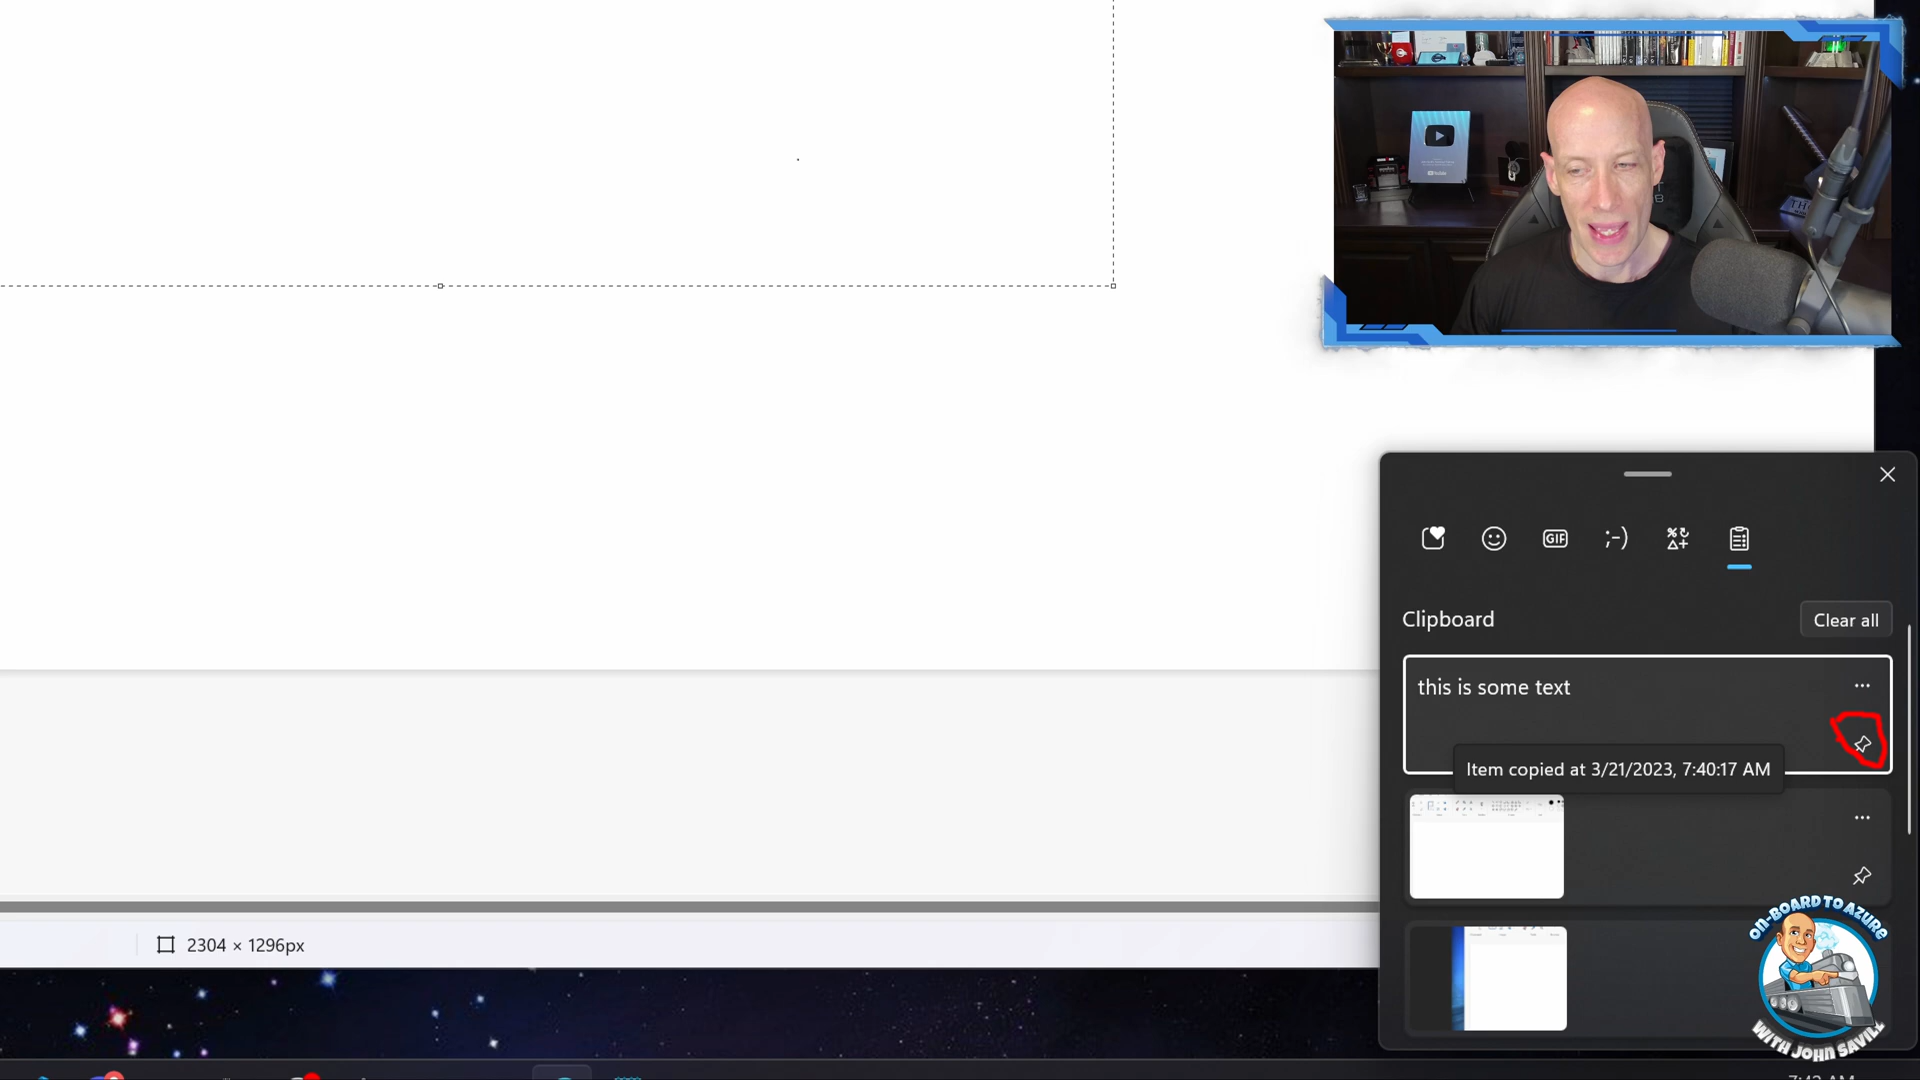 GIF
;-)
Clipboard
Clear all
this is some text
Item copied at 3/21/2023, 7:40:17 AM
2304 × 1296px
ON-BOARD TO AZURE
WITH JOHN SAVILL